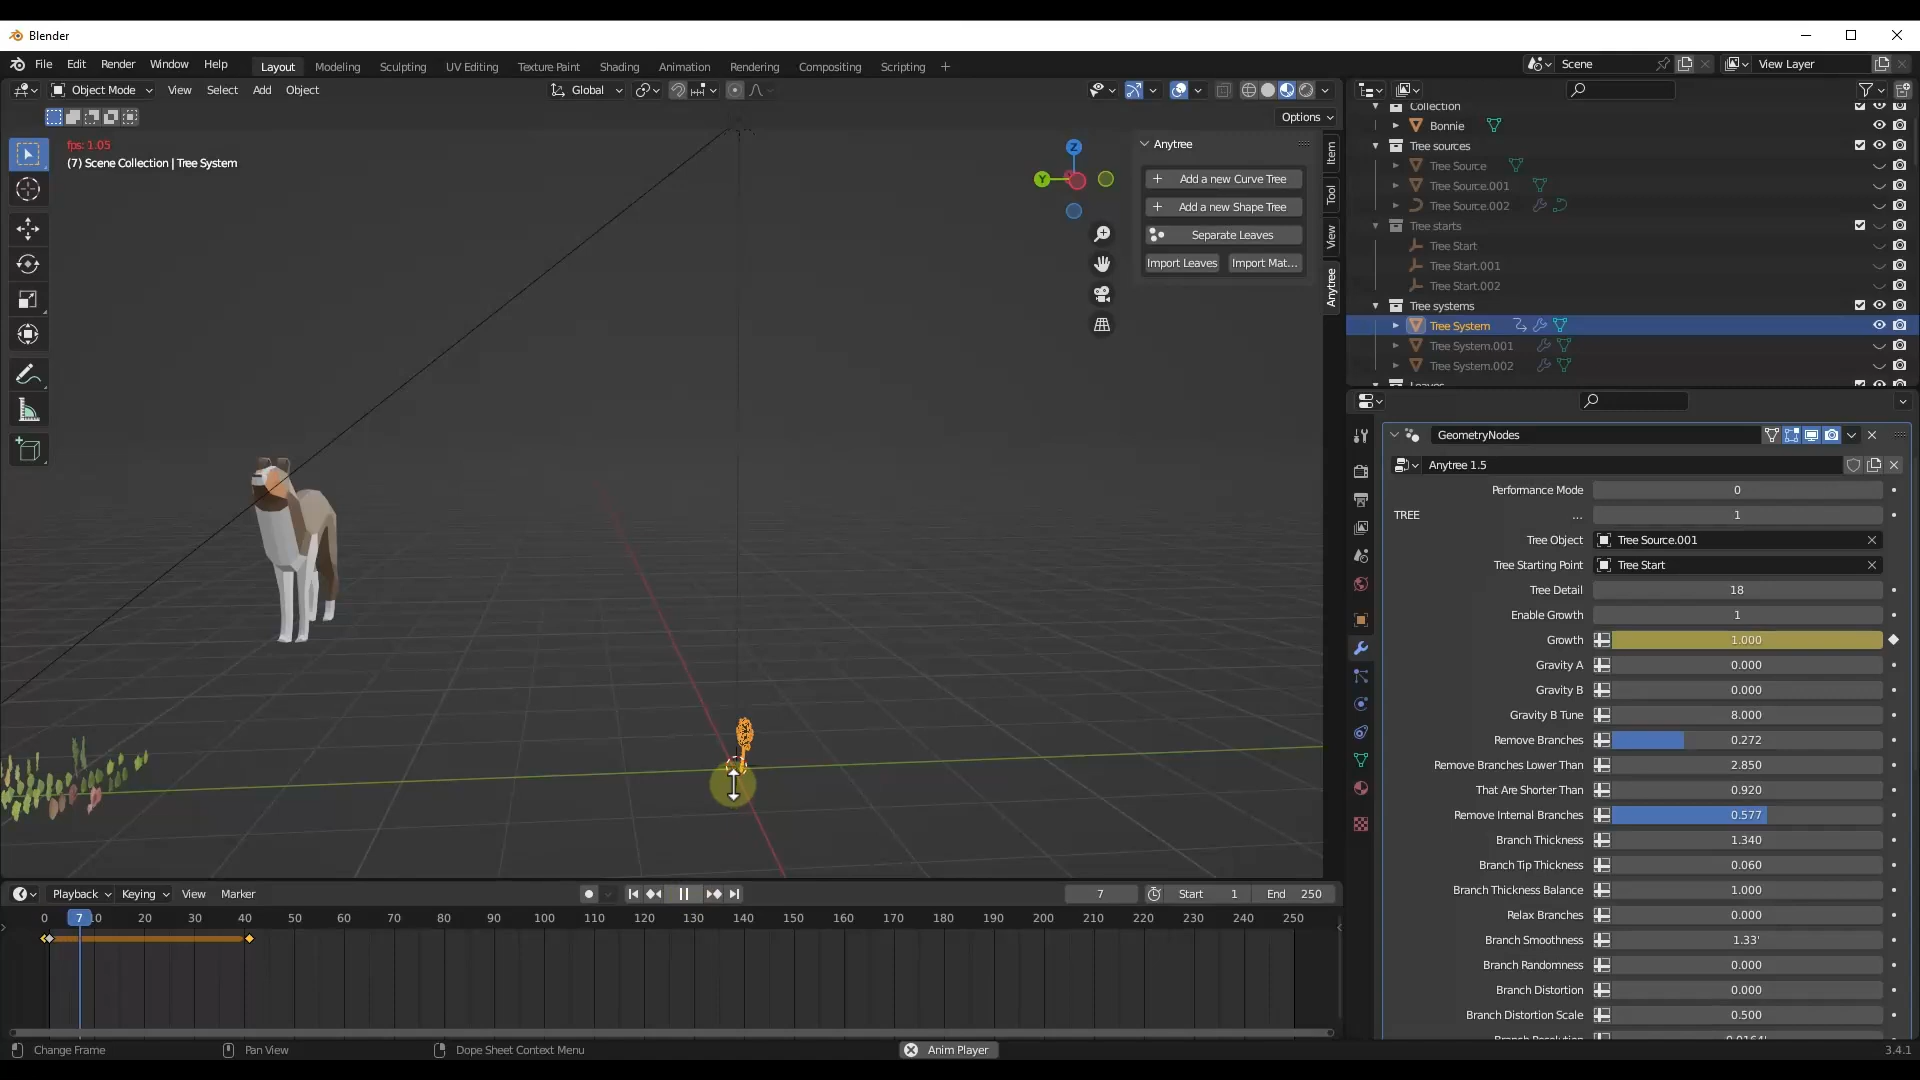 Blender
File Edit Render Window Help Layout Modeling Sculpting UV Editing Texture Paint Shading Animation Rendering Compositing Scripting + Scene View Layer
Object Mode View Select Add Object Global
Options
fps: 1.05
(7) Scene Collection | Tree System
Z
Y
Anytree
Add a new Curve Tree
Add a new Shape Tree
Separate Leaves
Import Leaves Import Mat...
Item
Tool
View
Anytree
Collection
Bonnie
Tree sources
Tree Source
Tree Source.001
Tree Source.002
Tree starts
Tree Start
Tree Start.001
Tree Start.002
Tree systems
Tree System
Tree System.001
Tree System.002
Leaves
GeometryNodes
Anytree 1.5
Performance Mode 0
TREE ... 1
Tree Object Tree Source.001
Tree Starting Point Tree Start
Tree Detail 18
Enable Growth 1
Growth 1.000
Gravity A 0.000
Gravity B 0.000
Gravity B Tune 8.000
Remove Branches 0.272
Remove Branches Lower Than 2.850
That Are Shorter Than 0.920
Remove Internal Branches 0.577
Branch Thickness 1.340
Branch Tip Thickness 0.060
Branch Thickness Balance 1.000
Relax Branches 0.000
Branch Smoothness 1.33'
Branch Randomness 0.000
Branch Distortion 0.000
Branch Distortion Scale 0.500
Branch Resolution 0.0164'
Playback Keying View Marker 7 Start 1 End 250
0 7 10 20 30 40 50 60 70 80 90 100 110 120 130 140 150 160 170 180 190 200 210 220 230 240 250
Change Frame Pan View Dope Sheet Context Menu Anim Player 3.4.1